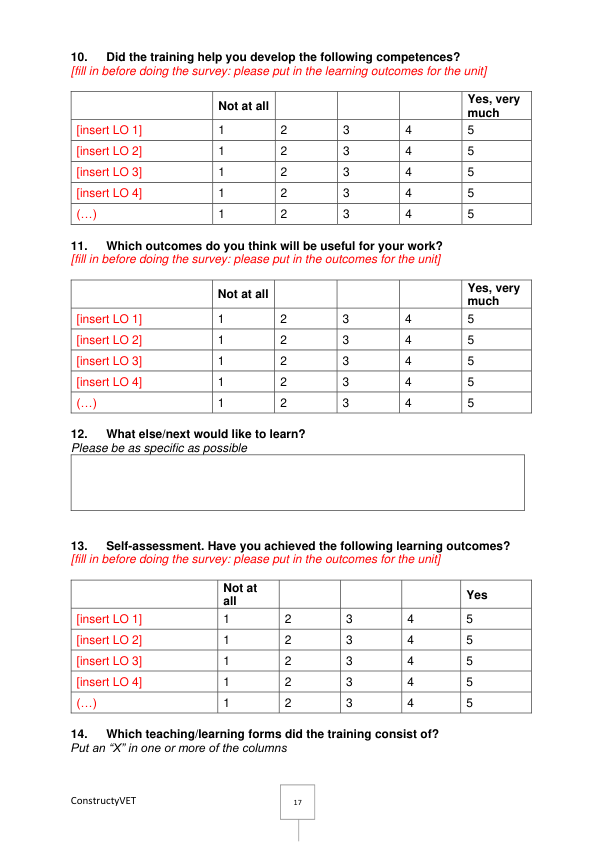 10. Did the training help you develop the following competences?
[fill in before doing the survey: please put in the learning outcomes for the unit]
Not at all Yes, very
much
[insert LO 1] 1 2 3 4 5
[insert LO 2] 1 2 3 4 5
[insert LO 3] 1 2 3 4 5
[insert LO 4] 1 2 3 4 5
(…) 1 2 3 4 5
11. Which outcomes do you think will be useful for your work?
[fill in before doing the survey: please put in the outcomes for the unit]
Not at all Yes, very
much
[insert LO 1] 1 2 3 4 5
[insert LO 2] 1 2 3 4 5
[insert LO 3] 1 2 3 4 5
[insert LO 4] 1 2 3 4 5
(…) 1 2 3 4 5
12. What else/next would like to learn?
Please be as specific as possible
13. Self-assessment. Have you achieved the following learning outcomes?
[fill in before doing the survey: please put in the outcomes for the unit]
Not at
all Yes
[insert LO 1] 1 2 3 4 5
[insert LO 2] 1 2 3 4 5
[insert LO 3] 1 2 3 4 5
[insert LO 4] 1 2 3 4 5
(…) 1 2 3 4 5
14. Which teaching/learning forms did the training consist of?
Put an “X” in one or more of the columns
ConstructyVET 17